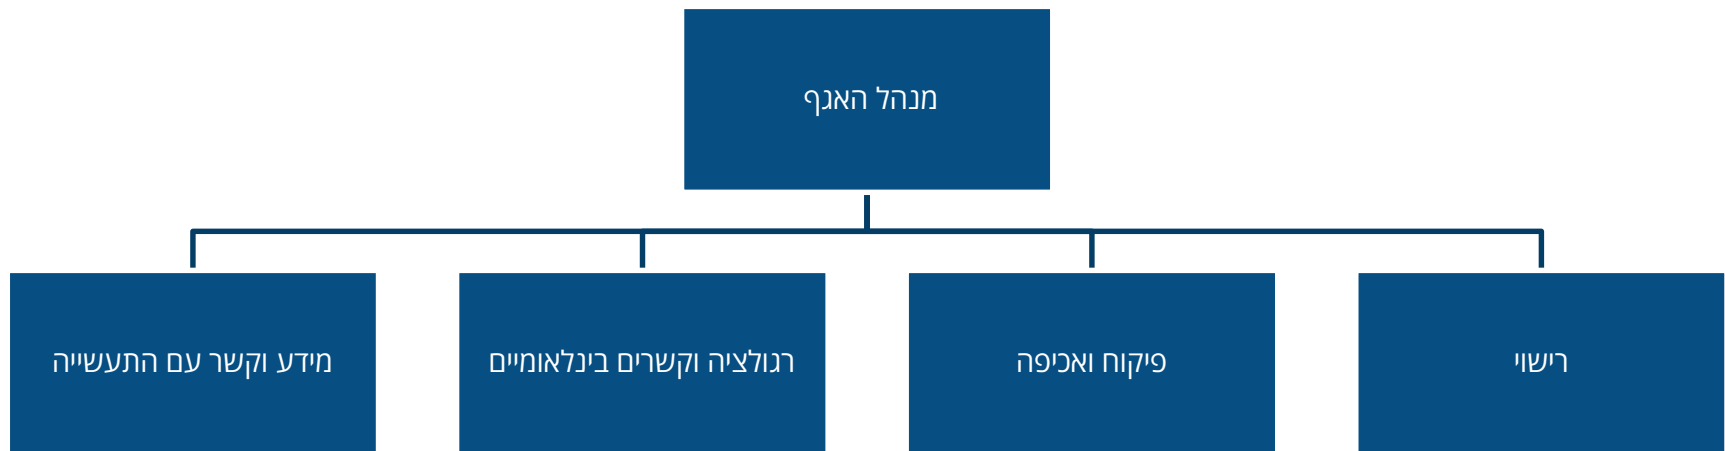 מנהל האגף
רישוי
פיקוח ואכיפה
רגולציה וקשרים בינלאומיים
מידע וקשר עם התעשייה